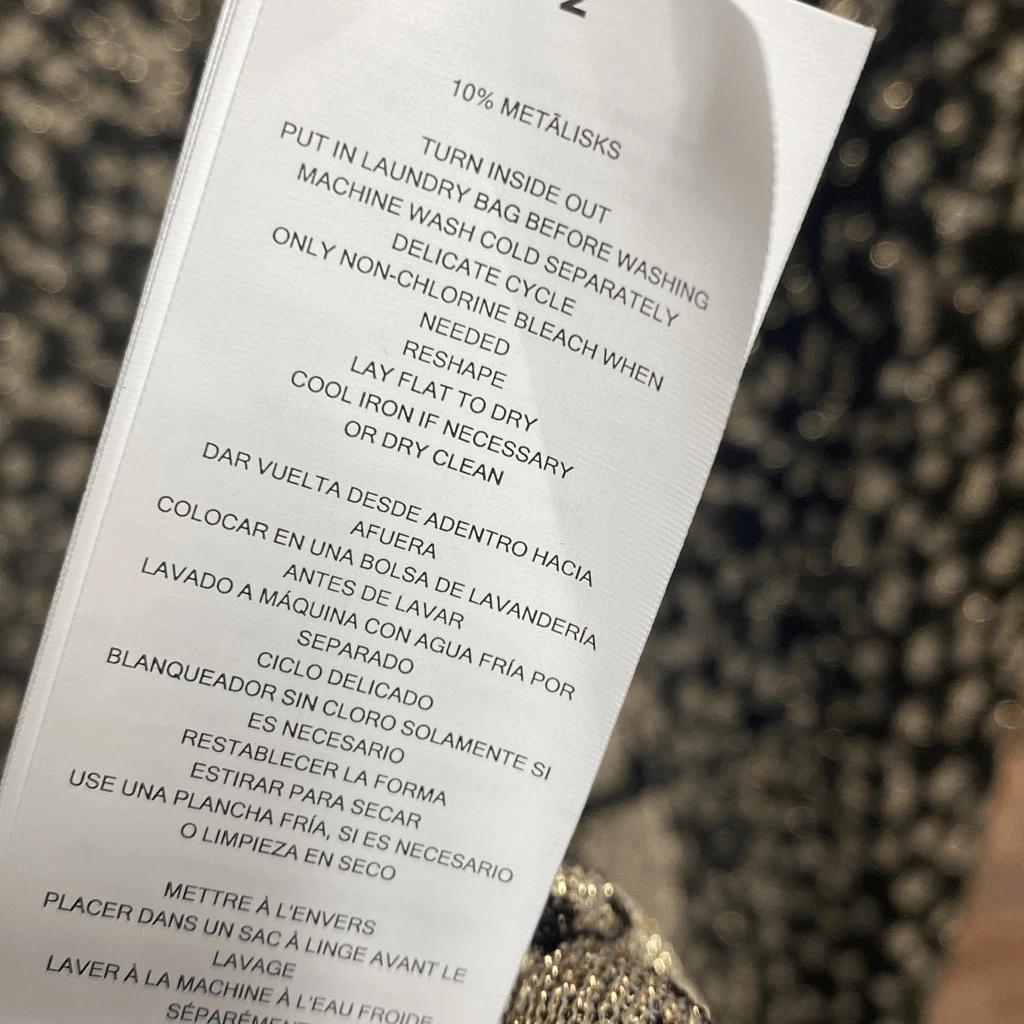 2
10% METĀLISKS
TURN INSIDE OUT
PUT IN LAUNDRY BAG BEFORE WASHING
MACHINE WASH COLD SEPARATELY
DELICATE CYCLE
ONLY NON-CHLORINE BLEACH WHEN
NEEDED
RESHAPE
LAY FLAT TO DRY
COOL IRON IF NECESSARY
OR DRY CLEAN
DAR VUELTA DESDE ADENTRO HACIA
AFUERA
COLOCAR EN UNA BOLSA DE LAVANDERÍA
ANTES DE LAVAR
LAVADO A MÁQUINA CON AGUA FRÍA POR
SEPARADO
CICLO DELICADO
BLANQUEADOR SIN CLORO SOLAMENTE SI
ES NECESARIO
RESTABLECER LA FORMA
ESTIRAR PARA SECAR
USE UNA PLANCHA FRÍA, SI ES NECESARIO
O LIMPIEZA EN SECO
METTRE À L'ENVERS
PLACER DANS UN SAC À LINGE AVANT LE
LAVAGE
LAVER À LA MACHINE À L'EAU FROIDE